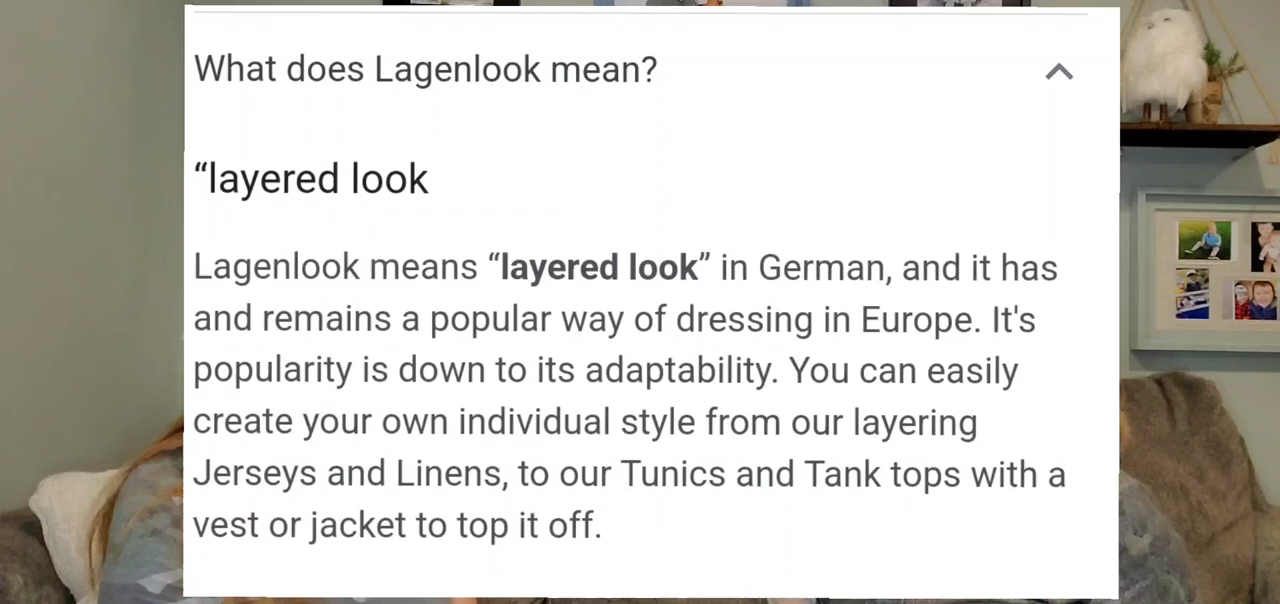 What does Lagenlook mean?
“layered look
Lagenlook means “layered look” in German, and it has
and remains a popular way of dressing in Europe. It's
popularity is down to its adaptability. You can easily
create your own individual style from our layering
Jerseys and Linens, to our Tunics and Tank tops with a
vest or jacket to top it off.